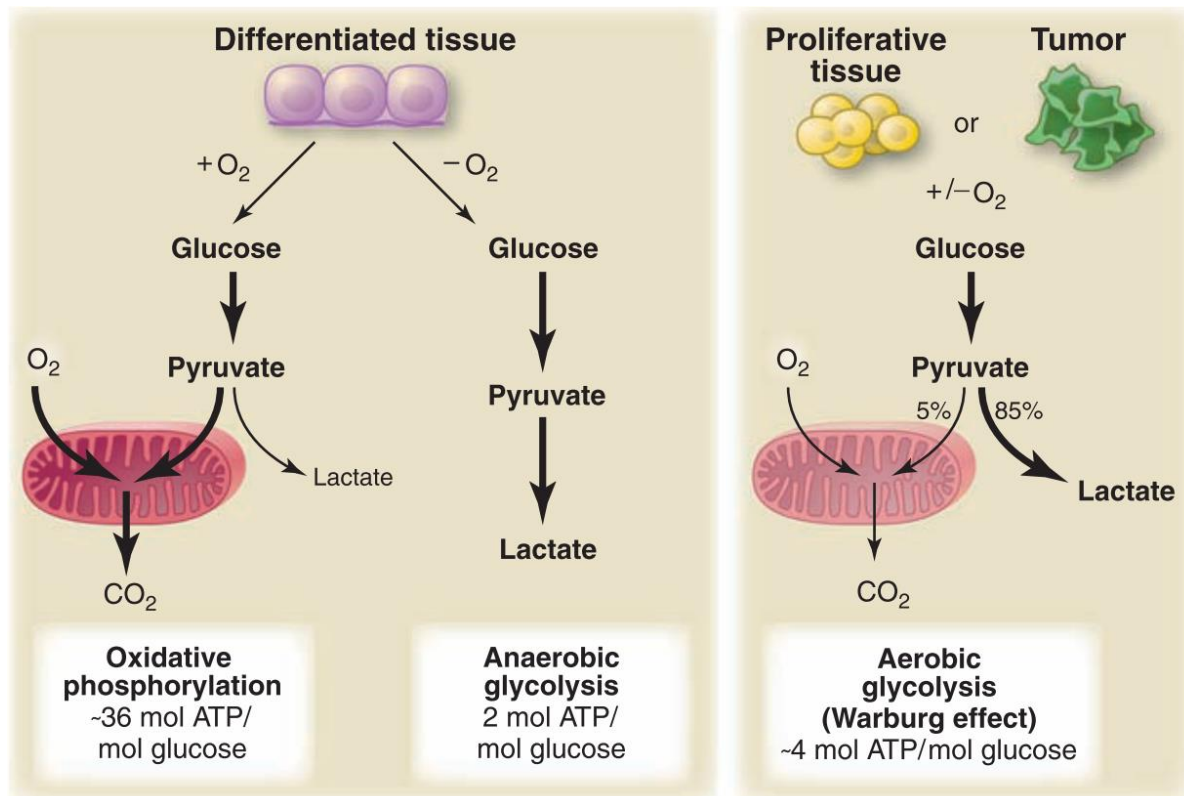 Differentiated tissue
+ O₂
− O₂
Glucose
Glucose
O₂
Pyruvate
Pyruvate
Lactate
Lactate
CO₂
Oxidative
phosphorylation
~36 mol ATP/
mol glucose
Anaerobic
glycolysis
2 mol ATP/
mol glucose
Proliferative
tissue
or
Tumor
+/− O₂
Glucose
O₂
Pyruvate
5%
85%
Lactate
CO₂
Aerobic
glycolysis
(Warburg effect)
~4 mol ATP/mol glucose